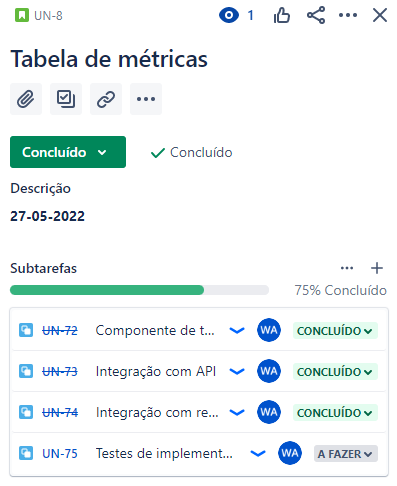 UN-8
1
Tabela de métricas
Concluído
Concluído
Descrição
27-05-2022
Subtarefas
75% Concluído
UN-72 Componente de t... WA CONCLUÍDO
UN-73 Integração com API WA CONCLUÍDO
UN-74 Integração com re... WA CONCLUÍDO
UN-75 Testes de implement... WA A FAZER